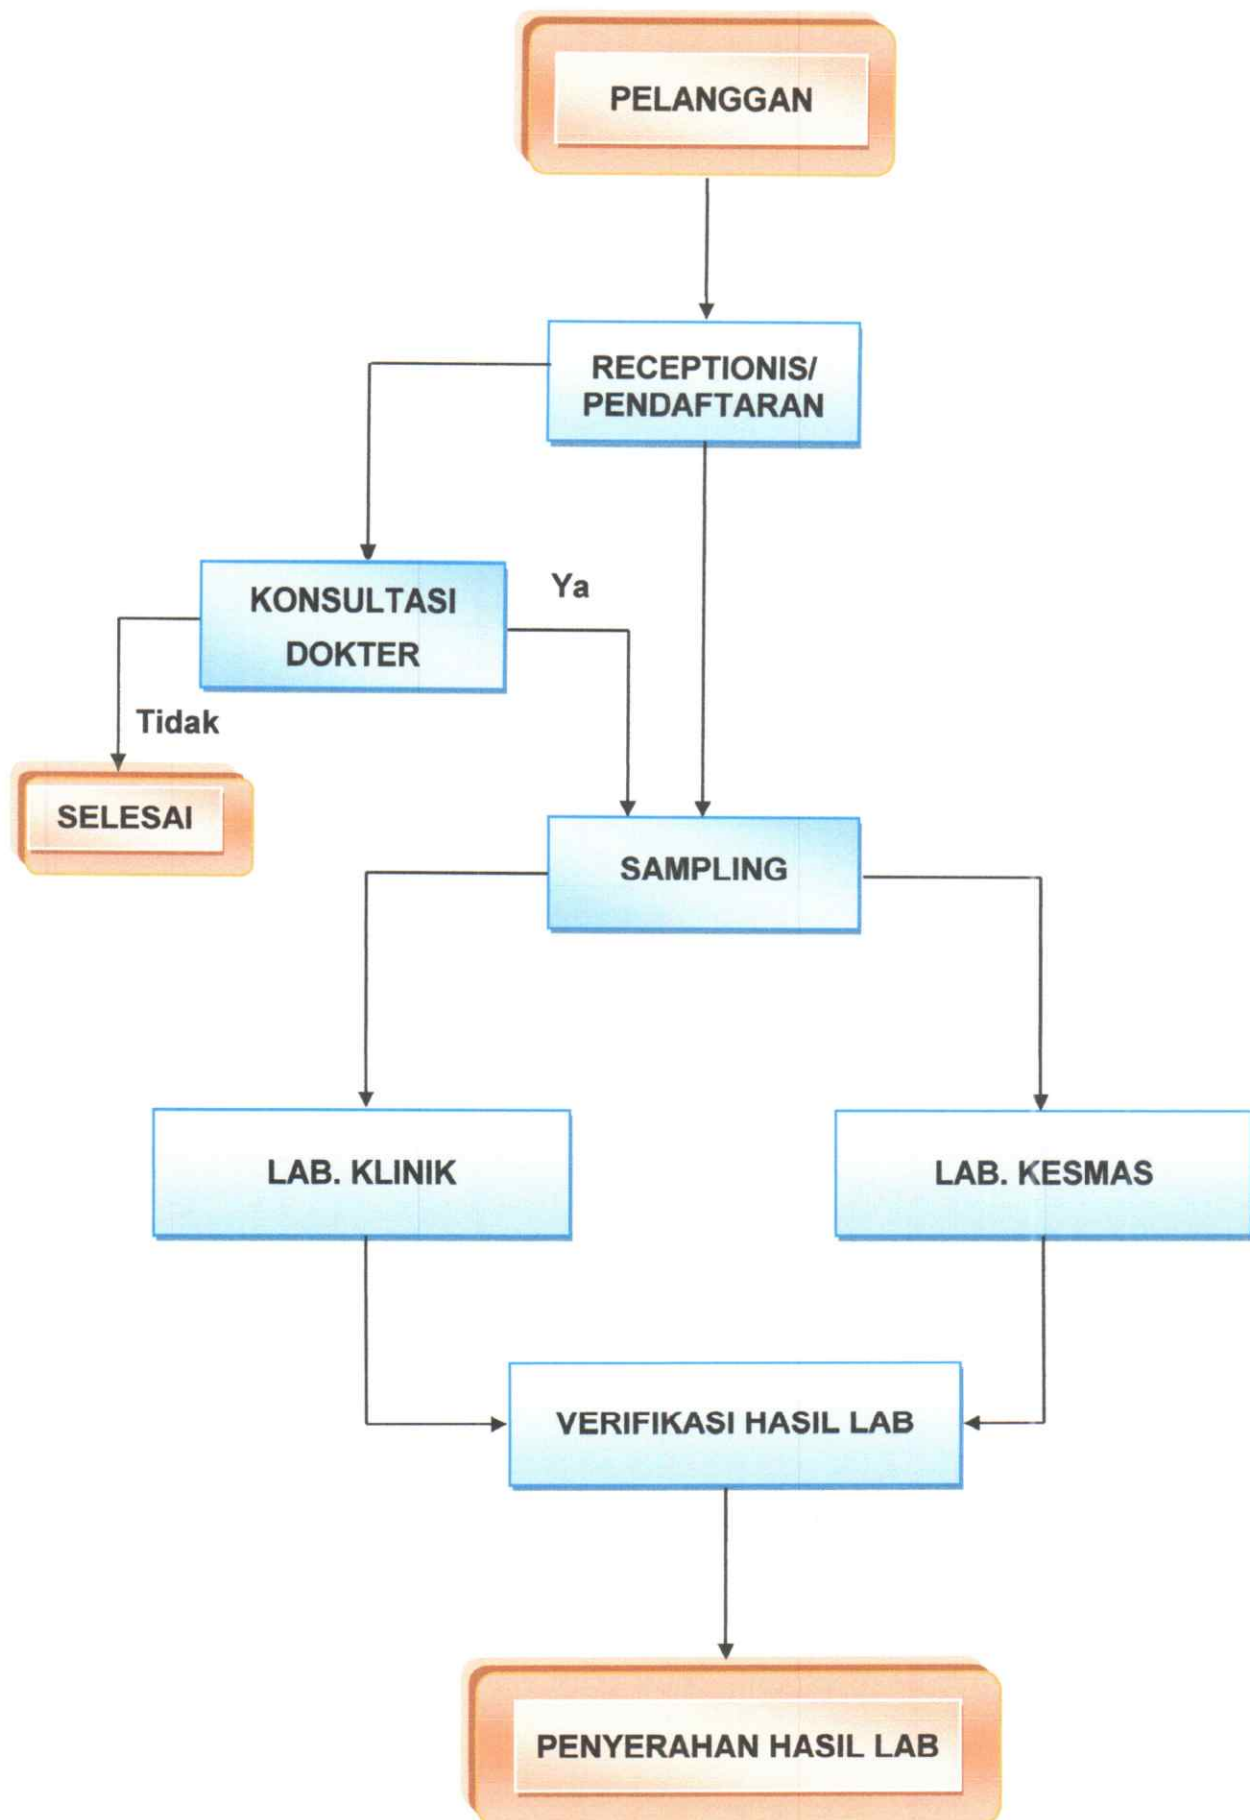 PELANGGAN
RECEPTIONIS/
PENDAFTARAN
KONSULTASI
DOKTER
Ya
Tidak
SELESAI
SAMPLING
LAB. KLINIK
LAB. KESMAS
VERIFIKASI HASIL LAB
PENYERAHAN HASIL LAB